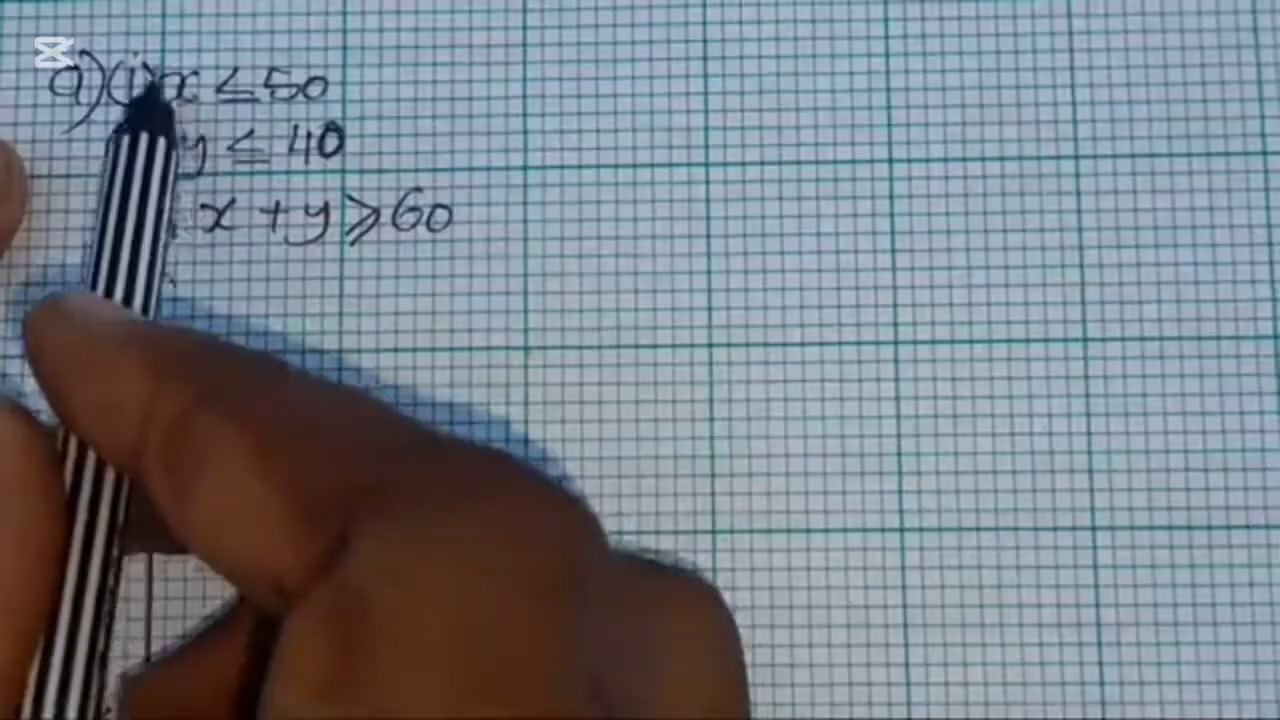 a)(i) x ≤ 50
y ≤ 40
x + y ⩾ 60